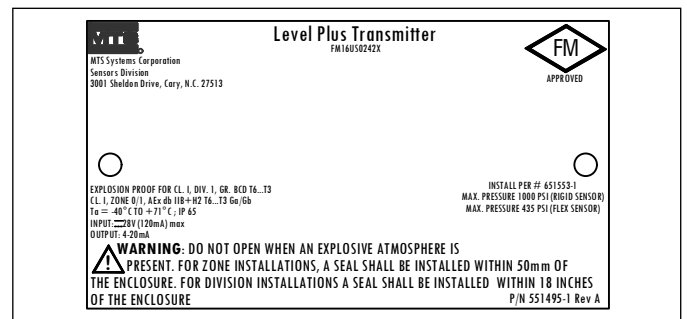 MTS
Level Plus Transmitter
FM16US0242X
FM
APPROVED
MTS Systems Corporation
Sensors Division
3001 Sheldon Drive, Cary, N.C. 27513
EXPLOSION PROOF FOR CL. I, DIV. 1, GR. BCD T6...T3
CL. I, ZONE 0/1, AEx db IIB+H2 T6...T3 Ga/Gb
Ta = -40°C TO +71°C ; IP 65
INPUT: 28V (120mA) max
OUTPUT: 4-20mA
INSTALL PER # 651553-1
MAX. PRESSURE 1000 PSI (RIGID SENSOR)
MAX. PRESSURE 435 PSI (FLEX SENSOR)
WARNING: DO NOT OPEN WHEN AN EXPLOSIVE ATMOSPHERE IS
PRESENT. FOR ZONE INSTALLATIONS, A SEAL SHALL BE INSTALLED WITHIN 50mm OF
THE ENCLOSURE. FOR DIVISION INSTALLATIONS A SEAL SHALL BE INSTALLED WITHIN 18 INCHES
OF THE ENCLOSURE
P/N 551495-1 Rev A